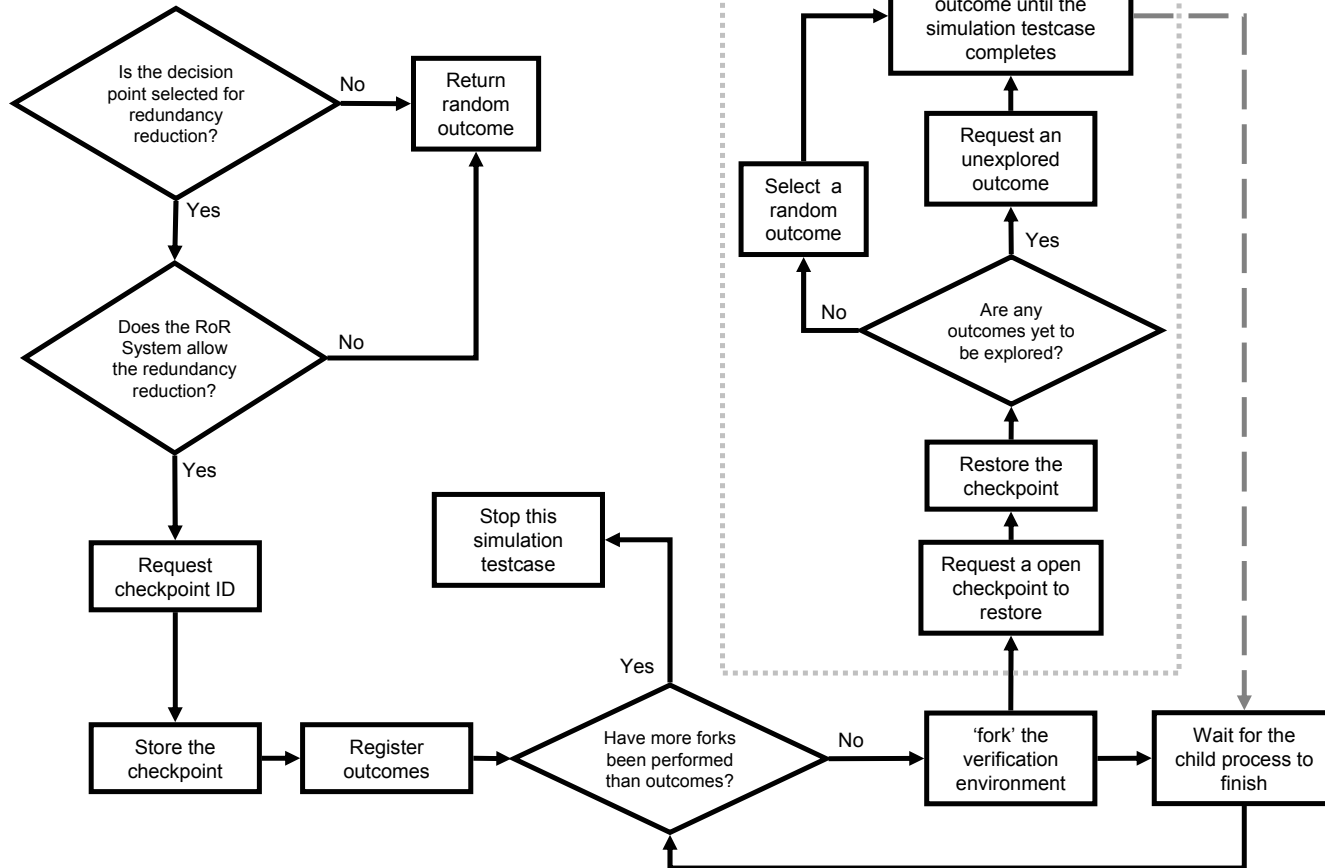 Is the decision
point selected for
redundancy
reduction?
No
Return
random
outcome
Yes
Does the RoR
System allow
the redundancy
reduction?
No
Yes
Request
checkpoint ID
Store the
checkpoint
Register
outcomes
Have more forks
been performed
than outcomes?
Yes
Stop this
simulation
testcase
No
'fork' the
verification
environment
Wait for the
child process to
finish
Request a open
checkpoint to
restore
Restore the
checkpoint
Are any
outcomes yet to
be explored?
No
Select a
random
outcome
Yes
Request an
unexplored
outcome
outcome until the
simulation testcase
completes